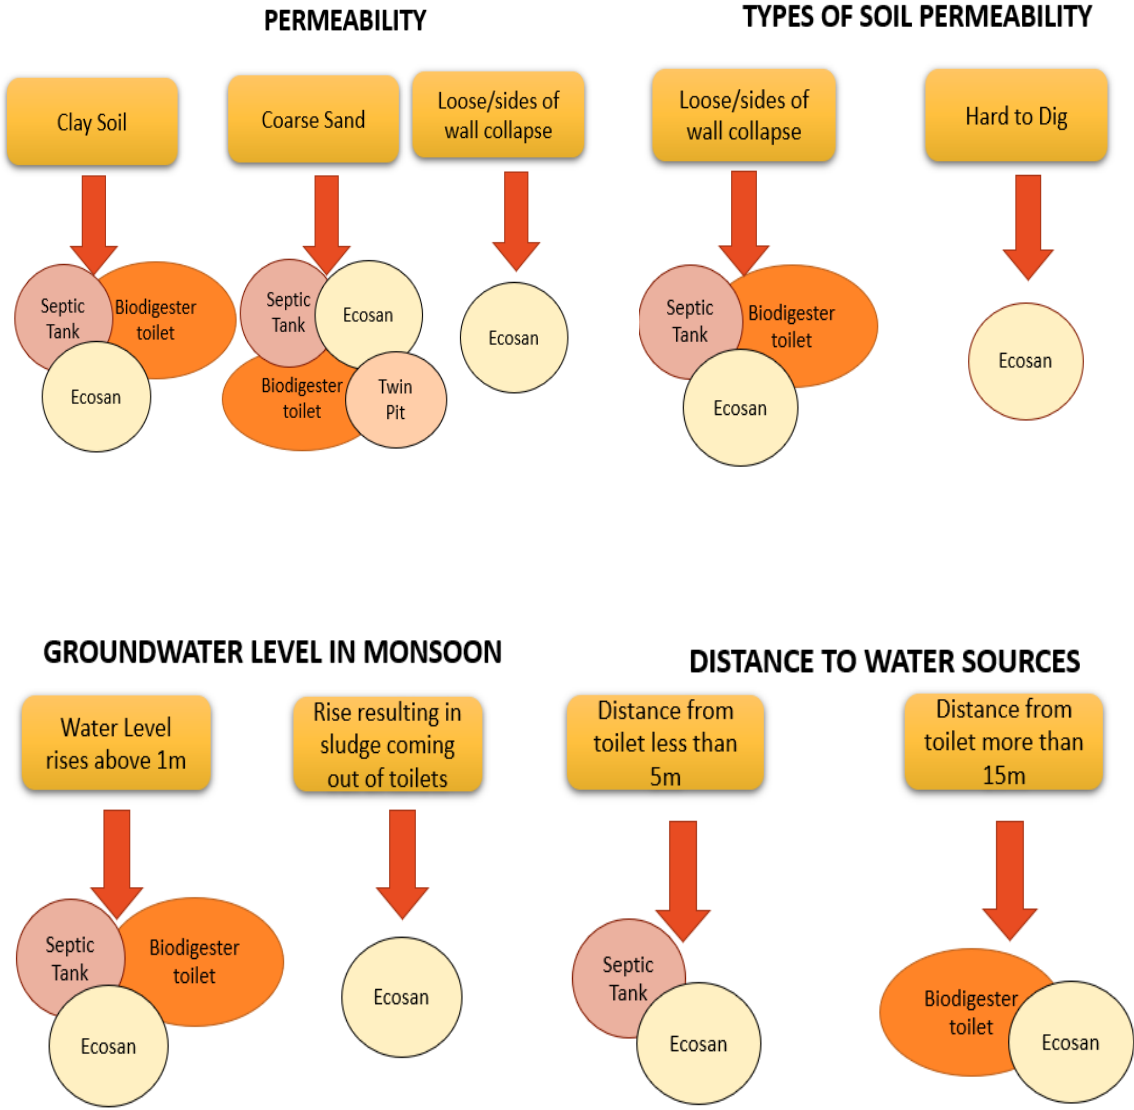 PERMEABILITY
Clay Soil
Coarse Sand
Loose/sides of
wall collapse
Septic
Tank
Biodigester
toilet
Ecosan
Septic
Tank
Ecosan
Biodigester
toilet
Twin
Pit
Ecosan
TYPES OF SOIL PERMEABILITY
Loose/sides of
wall collapse
Hard to Dig
Septic
Tank
Biodigester
toilet
Ecosan
Ecosan
GROUNDWATER LEVEL IN MONSOON
Water Level
rises above 1m
Rise resulting in
sludge coming
out of toilets
Septic
Tank
Biodigester
toilet
Ecosan
Ecosan
DISTANCE TO WATER SOURCES
Distance from
toilet less than
5m
Distance from
toilet more than
15m
Septic
Tank
Ecosan
Biodigester
toilet
Ecosan